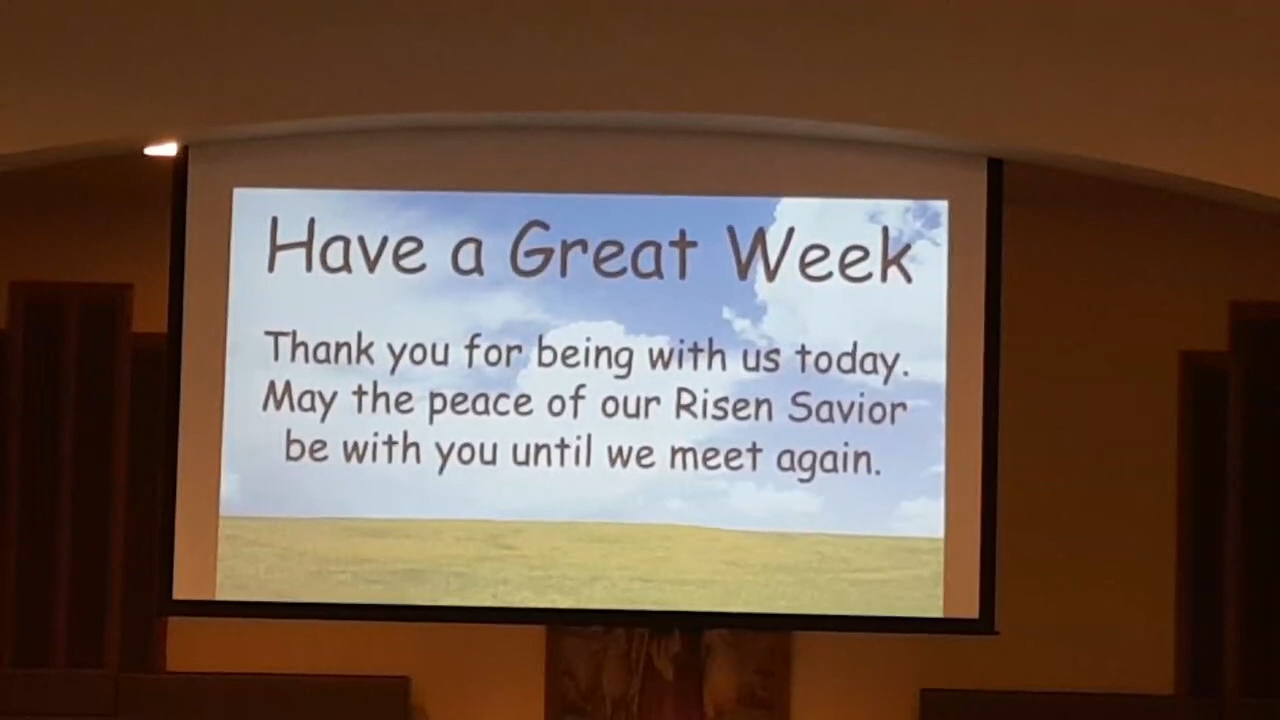 Have a Great Week
Thank you for being with us today.
May the peace of our Risen Savior
be with you until we meet again.